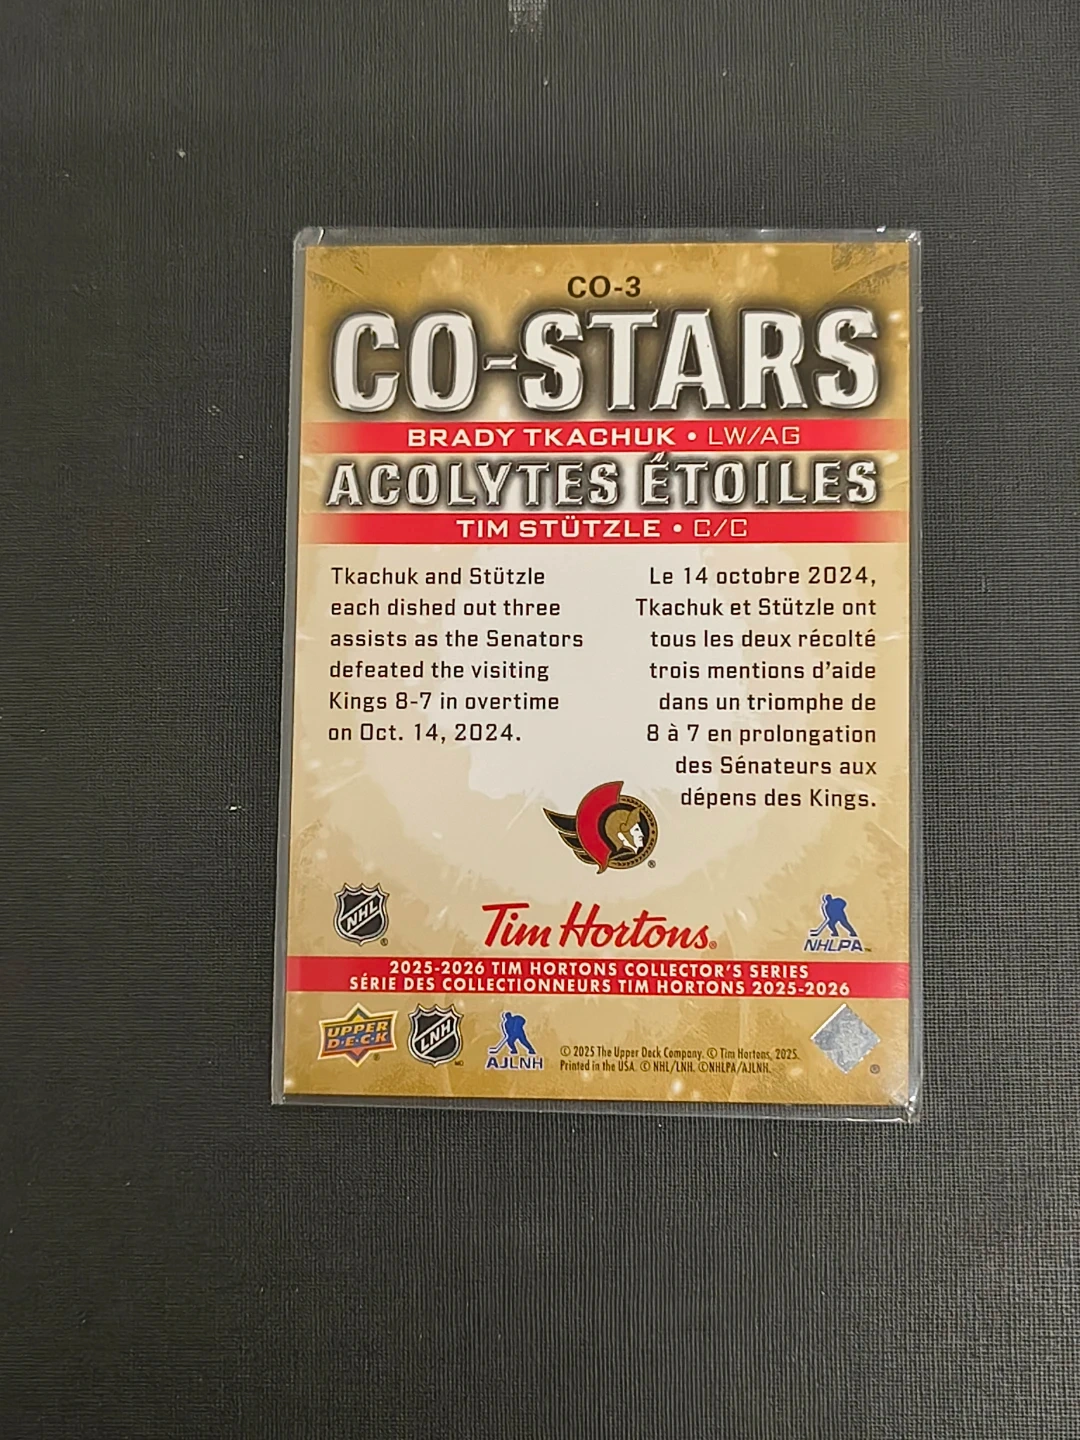 CO-3
CO-STARS
BRADY TKACHUK • LW/AG
ACOLYTES ÉTOILES
TIM STÜTZLE • C/C
Tkachuk and Stützle
each dished out three
assists as the Senators
defeated the visiting
Kings 8-7 in overtime
on Oct. 14, 2024.
Le 14 octobre 2024,
Tkachuk et Stützle ont
tous les deux récolté
trois mentions d'aide
dans un triomphe de
8 à 7 en prolongation
des Sénateurs aux
dépens des Kings.
NHL ®
Tim Hortons®
NHLPA™
2025-2026 TIM HORTONS COLLECTOR'S SERIES
SÉRIE DES COLLECTIONNEURS TIM HORTONS 2025-2026
UPPER DECK
LNH MD
AJLNH
© 2025 The Upper Deck Company. © Tim Hortons, 2025.
Printed in the USA. © NHL/LNH. ©NHLPA/AJLNH.
®